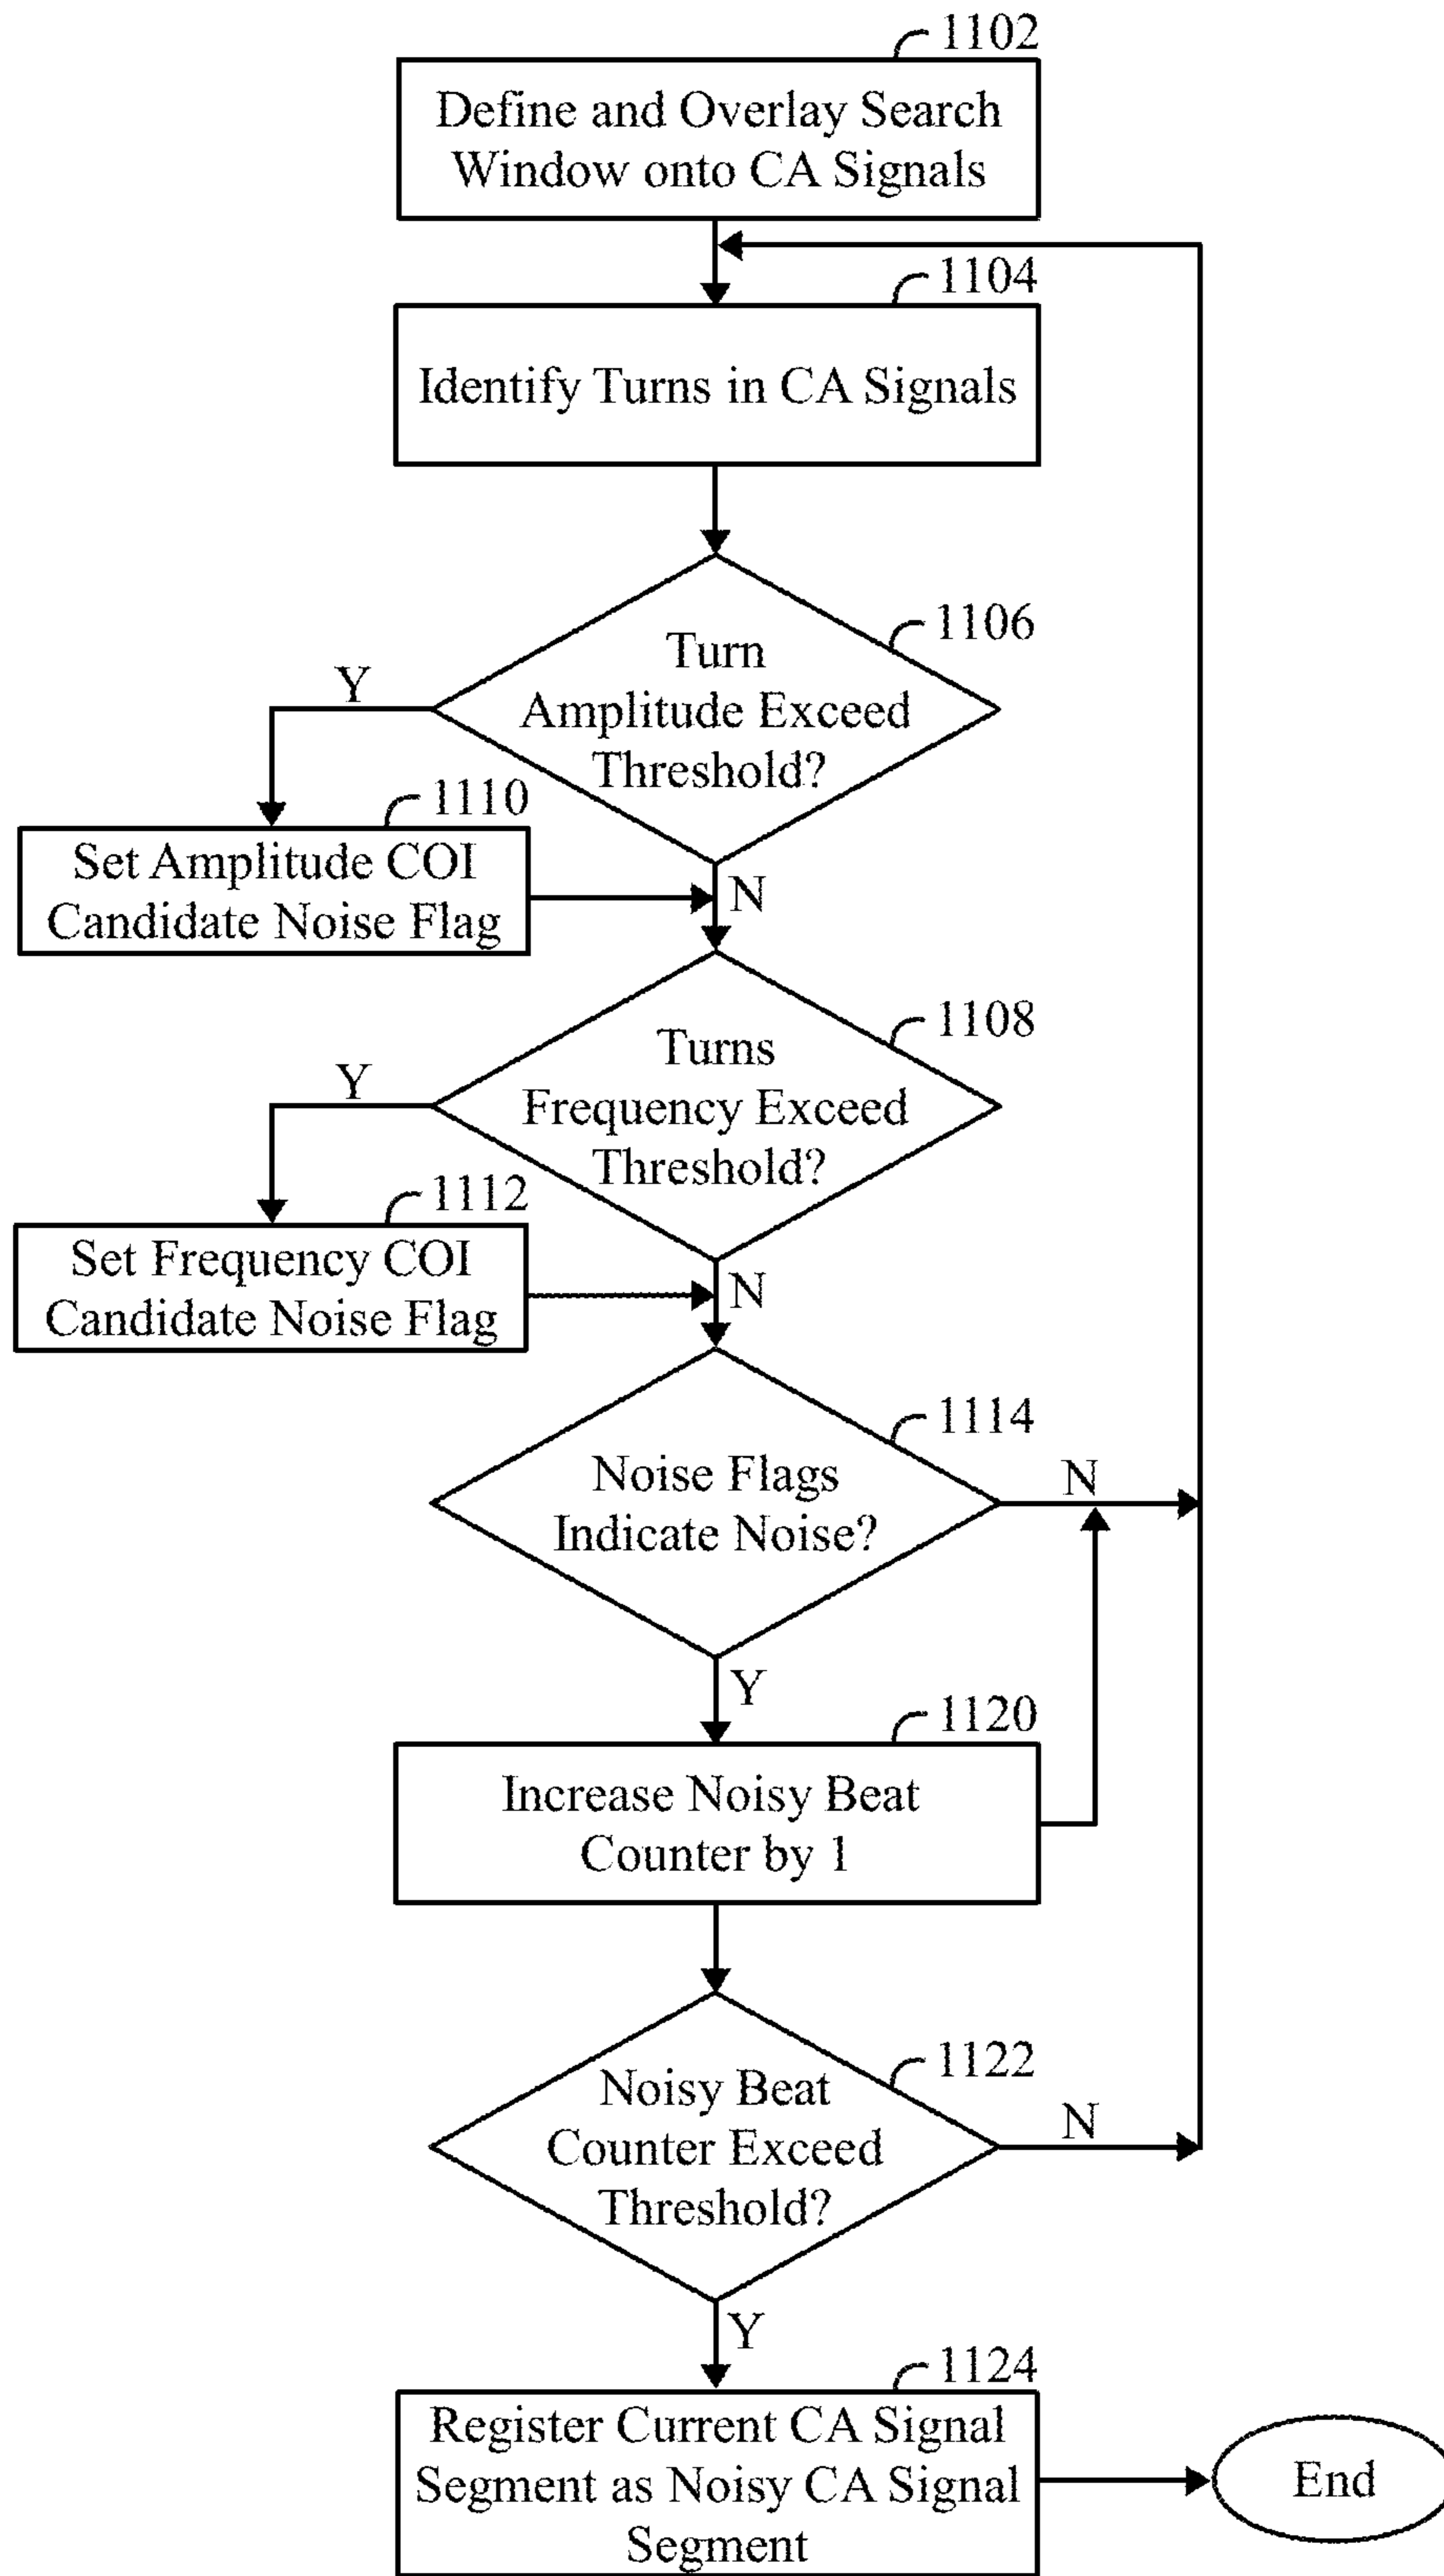 1102
Define and Overlay Search
Window onto CA Signals
1104
Identify Turns in CA Signals
1106
Turn
Amplitude Exceed
Threshold?
Y
N
1110
Set Amplitude COI
Candidate Noise Flag
1108
Turns
Frequency Exceed
Threshold?
Y
N
1112
Set Frequency COI
Candidate Noise Flag
1114
Noise Flags
Indicate Noise?
N
Y
1120
Increase Noisy Beat
Counter by 1
1122
Noisy Beat
Counter Exceed
Threshold?
N
Y
1124
Register Current CA Signal
Segment as Noisy CA Signal
Segment
End